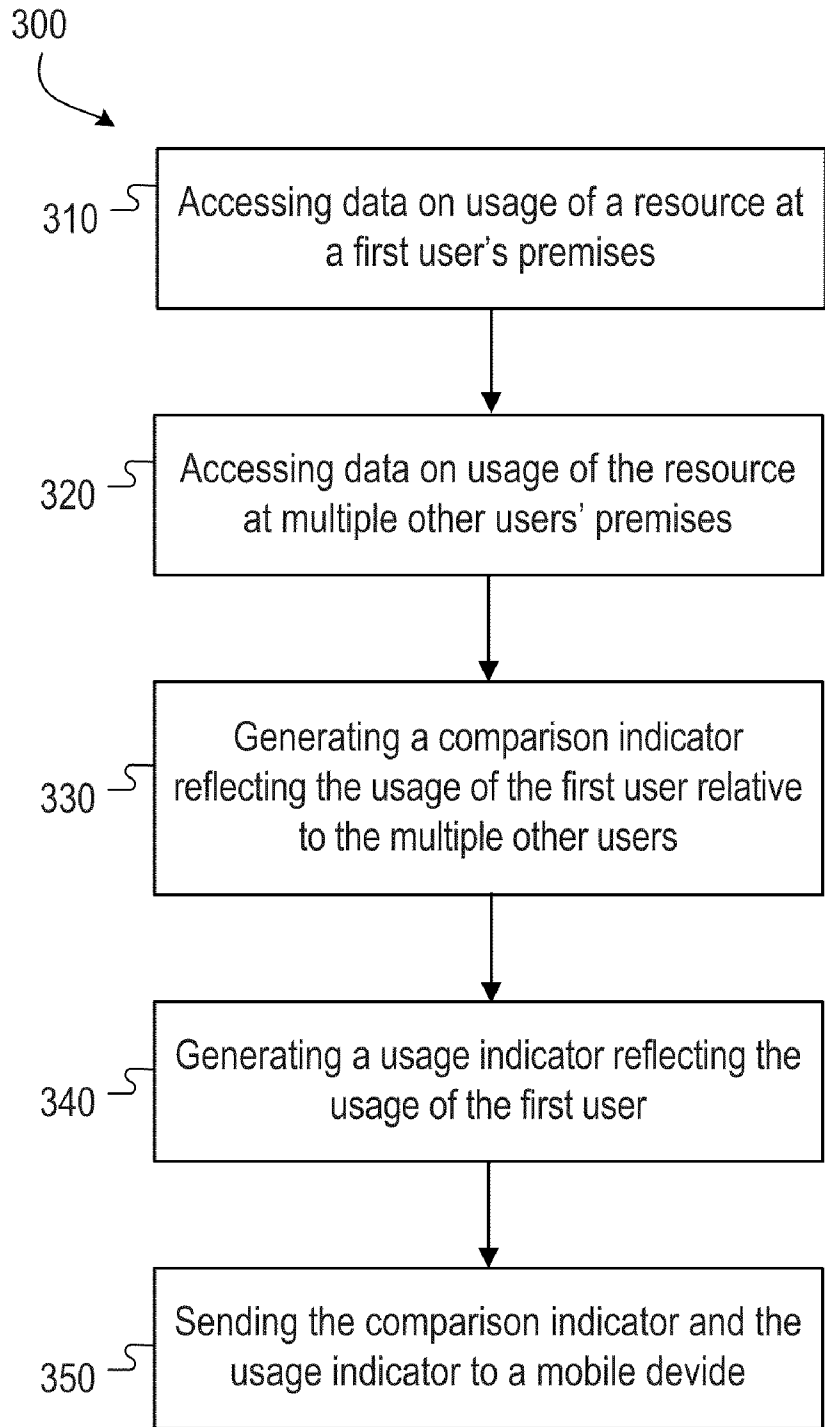 300
310
Accessing data on usage of a resource at
a first user’s premises
320
Accessing data on usage of the resource
at multiple other users’ premises
330
Generating a comparison indicator
reflecting the usage of the first user relative
to the multiple other users
340
Generating a usage indicator reflecting the
usage of the first user
350
Sending the comparison indicator and the
usage indicator to a mobile devide